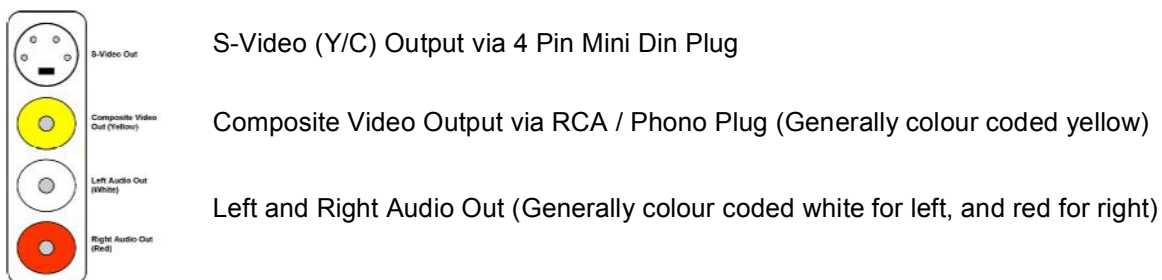 S-Video Out
S-Video (Y/C) Output via 4 Pin Mini Din Plug
Composite Video
Out (Yellow)
Composite Video Output via RCA / Phono Plug (Generally colour coded yellow)
Left Audio Out
(White)
Left and Right Audio Out (Generally colour coded white for left, and red for right)
Right Audio Out
(Red)